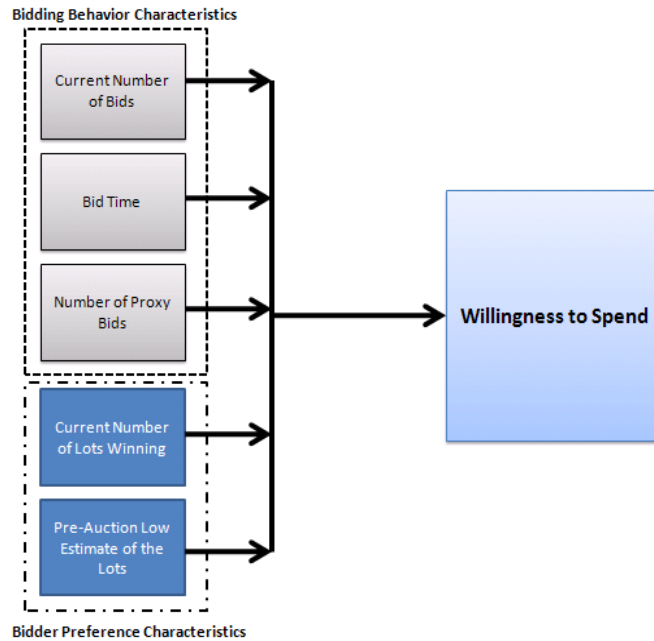 Bidding Behavior Characteristics
Current Number
of Bids
Bid Time
Number of Proxy
Bids
Current Number
of Lots Winning
Pre-Auction Low
Estimate of the
Lots
Bidder Preference Characteristics
Willingness to Spend